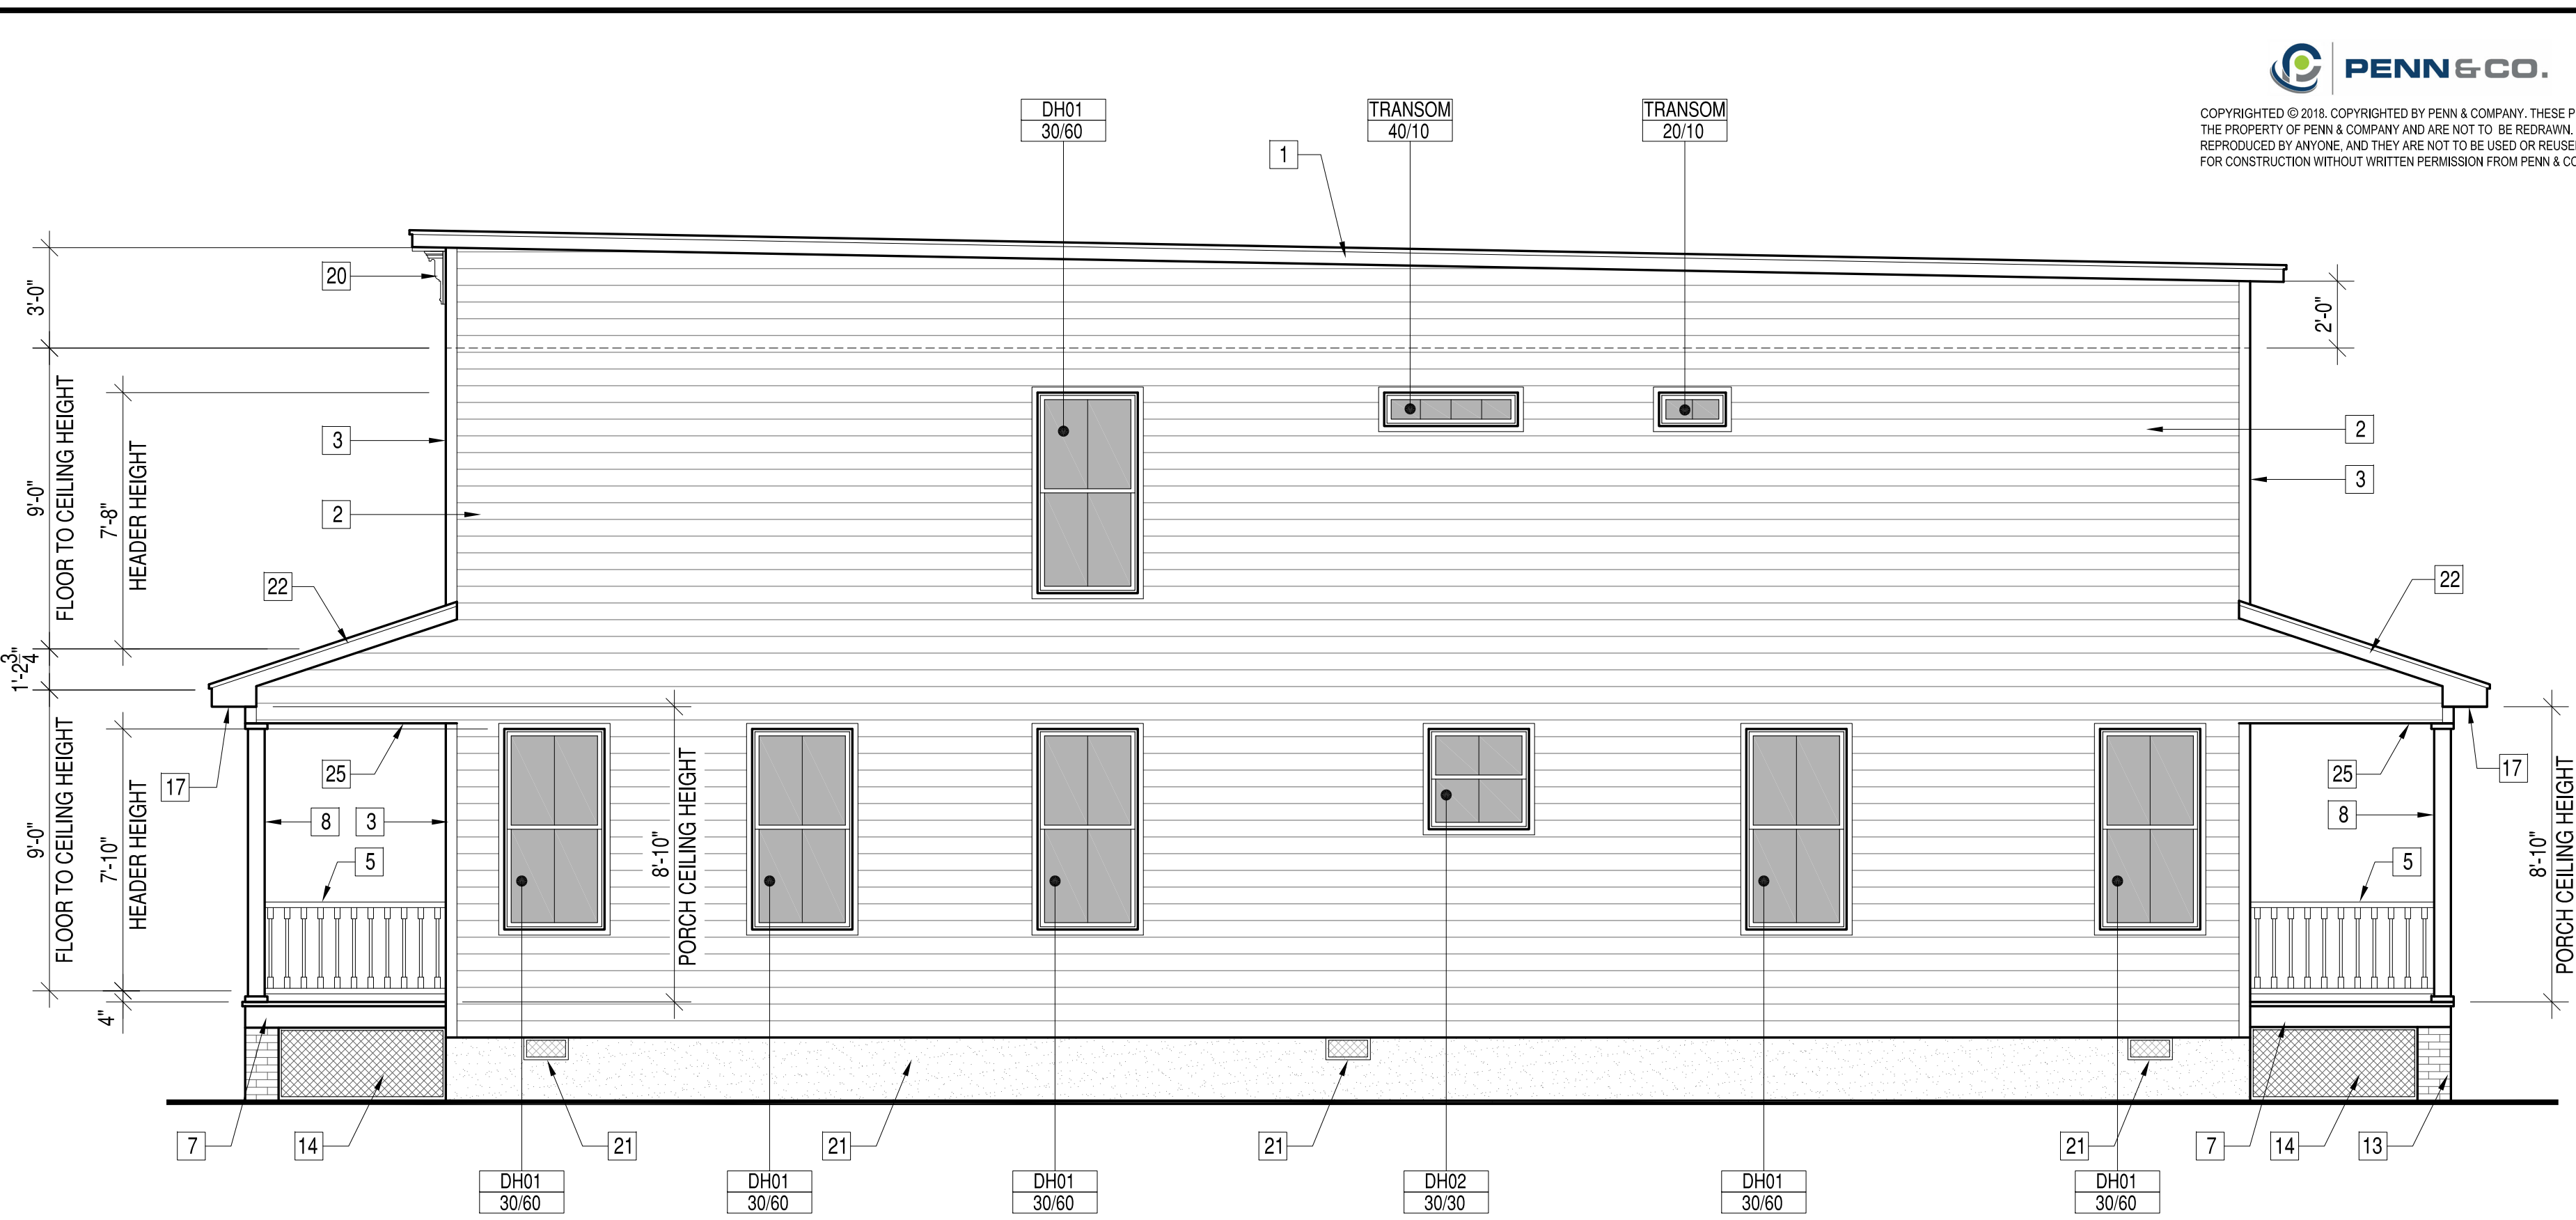 PENN & CO.
COPYRIGHTED © 2018. COPYRIGHTED BY PENN & COMPANY. THESE P
THE PROPERTY OF PENN & COMPANY AND ARE NOT TO BE REDRAWN.
REPRODUCED BY ANYONE, AND THEY ARE NOT TO BE USED OR REUSE
FOR CONSTRUCTION WITHOUT WRITTEN PERMISSION FROM PENN & CO
DH01
30/60
TRANSOM
40/10
TRANSOM
20/10
1
20
3'-0"
2'-0"
3
2
2
3
9'-0"
FLOOR TO CEILING HEIGHT
7'-8"
HEADER HEIGHT
22
22
1'-2 3/4"
17
25
25
17
8
3
8
5
5
9'-0"
FLOOR TO CEILING HEIGHT
7'-10"
HEADER HEIGHT
8'-10"
PORCH CEILING HEIGHT
8'-10"
PORCH CEILING HEIGHT
4"
7
14
21
21
21
21
7
14
13
DH01
30/60
DH01
30/60
DH01
30/60
DH02
30/30
DH01
30/60
DH01
30/60